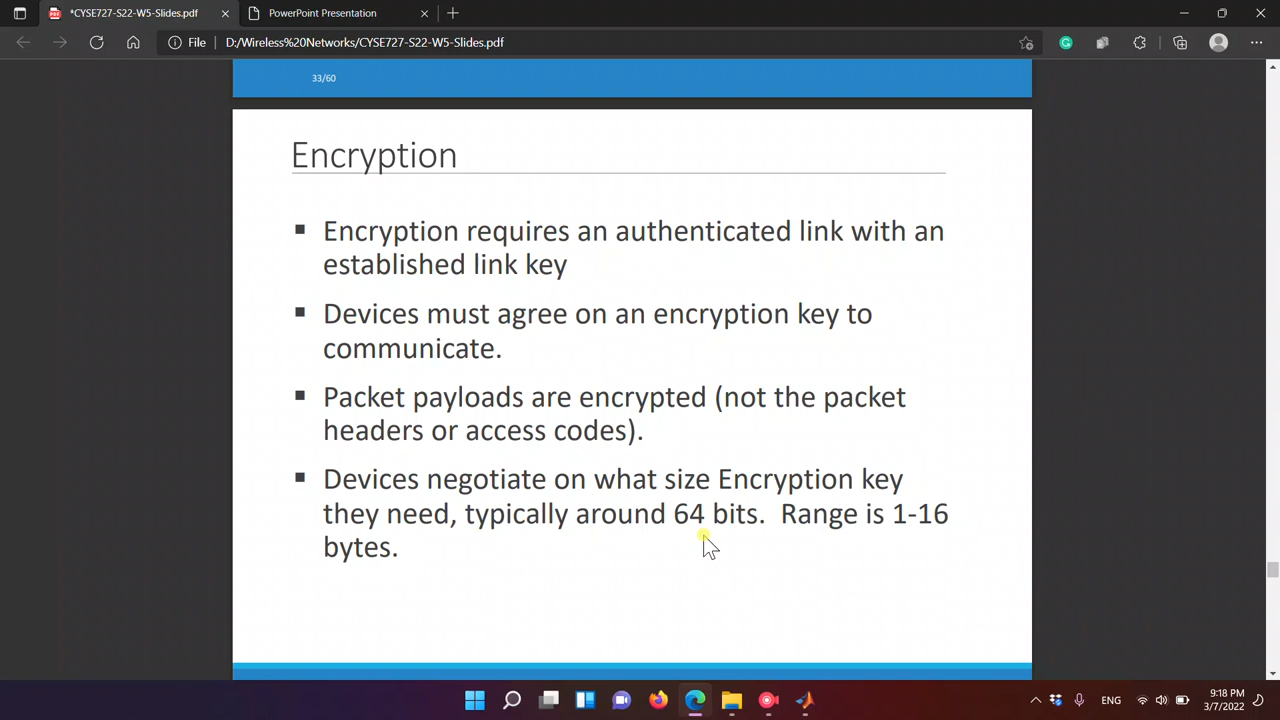 *CYSE727-S22-W5-Slides.pdf
PowerPoint Presentation
File
D:/Wireless%20Networks/CYSE727-S22-W5-Slides.pdf
33/60
Encryption
▪ Encryption requires an authenticated link with an
established link key
▪ Devices must agree on an encryption key to
communicate.
▪ Packet payloads are encrypted (not the packet
headers or access codes).
▪ Devices negotiate on what size Encryption key
they need, typically around 64 bits.  Range is 1-16
bytes.
ENG
9:18 PM
3/7/2022